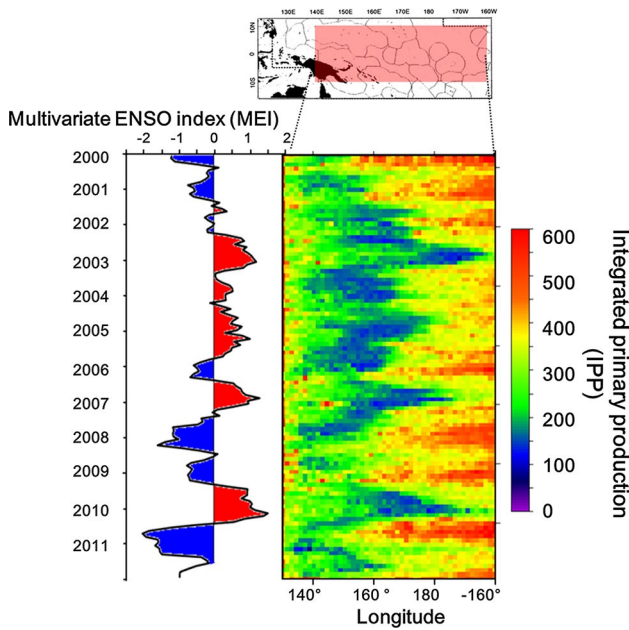 130E 140E 150E 160E 170E 180E 170W 160W
10N
0
10S
Multivariate ENSO index (MEI)
-2 -1 0 1 2
2000
2001
2002
2003
2004
2005
2006
2007
2008
2009
2010
2011
140° 160° 180 -160°
Longitude
600
500
400
300
200
100
0
Integrated primary production
(IPP)